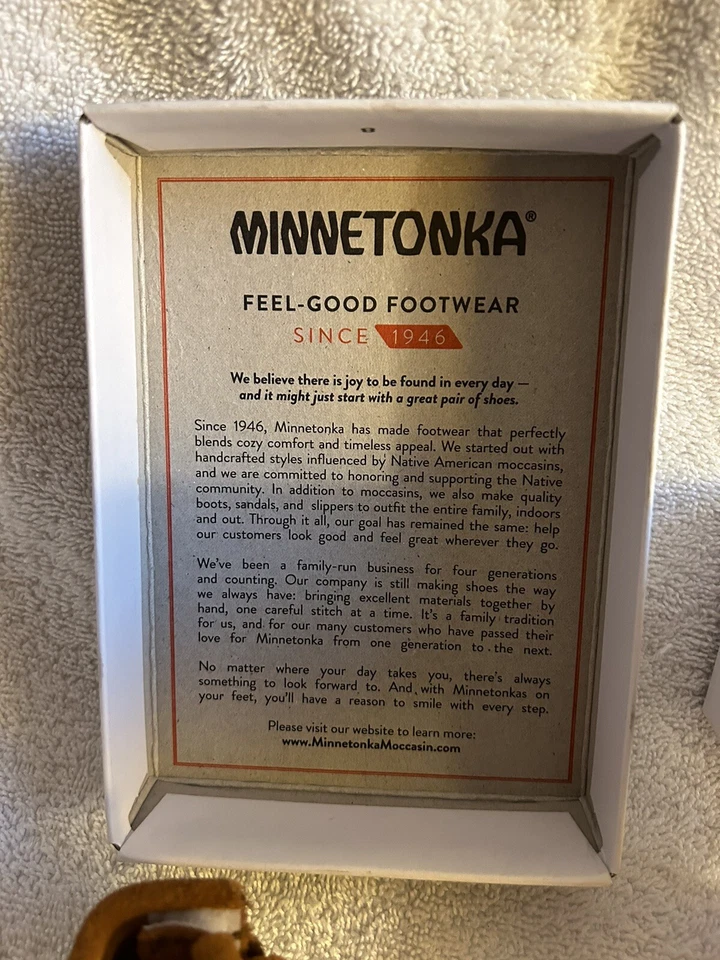 MINNETONKA®
FEEL-GOOD FOOTWEAR
SINCE 1946
We believe there is joy to be found in every day —
and it might just start with a great pair of shoes.
Since 1946, Minnetonka has made footwear that perfectly
blends cozy comfort and timeless appeal. We started out with
handcrafted styles influenced by Native American moccasins,
and we are committed to honoring and supporting the Native
community. In addition to moccasins, we also make quality
boots, sandals, and slippers to outfit the entire family, indoors
and out. Through it all, our goal has remained the same: help
our customers look good and feel great wherever they go.
We've been a family-run business for four generations
and counting. Our company is still making shoes the way
we always have: bringing excellent materials together by
hand, one careful stitch at a time. It's a family tradition
for us, and for our many customers who have passed their
love for Minnetonka from one generation to the next.
No matter where your day takes you, there's always
something to look forward to. And with Minnetonkas on
your feet, you'll have a reason to smile with every step.
Please visit our website to learn more:
www.MinnetonkaMoccasin.com